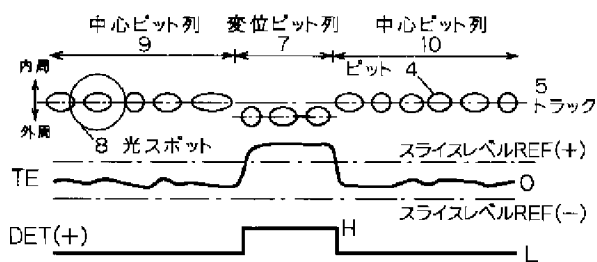 中心ピット列 変位ピット列 中心ピット列
9 7 10
内周
ピット 4
5
トラック
外周
8 光スポット
スライスレベルREF(+)
TE
0
スライスレベルREF(−)
DET(+)
H
L